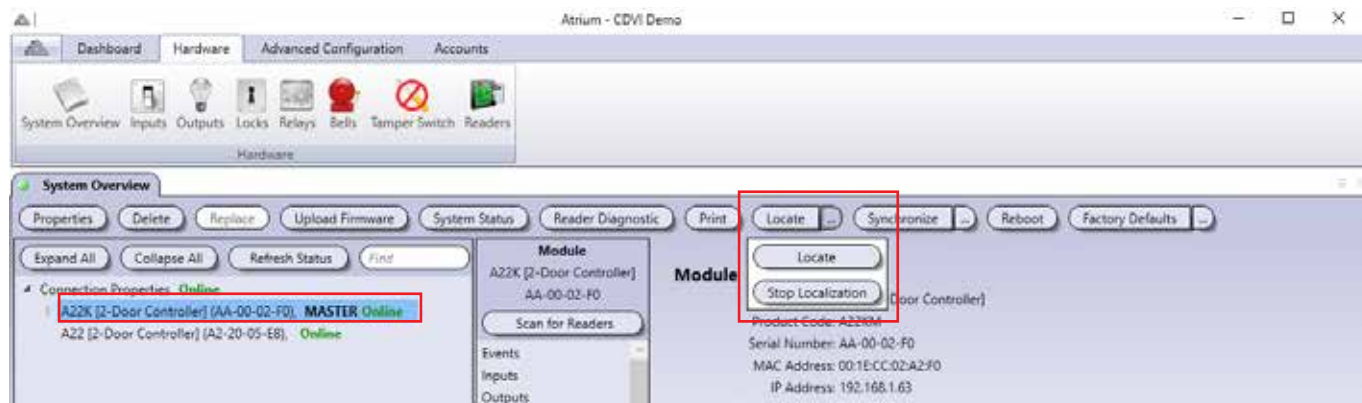 Atrium - CDVI Demo
Dashboard Hardware Advanced Configuration Accounts
System Overview Inputs Outputs Locks Relays Bells Tamper Switch Readers
Hardware
System Overview
Properties Delete Replace Upload Firmware System Status Reader Diagnostic Print Locate ... Synchronize ... Reboot Factory Defaults ...
Expand All Collapse All Refresh Status Find
Connection Properties Online
A22K [2-Door Controller] (AA-00-02-F0), MASTER Online
A22 [2-Door Controller] (A2-20-05-E8), Online
Module
A22K [2-Door Controller]
AA-00-02-F0
Scan for Readers
Events
Inputs
Outputs
Locate
Stop Localization
Module
Door Controller]
Product Code: A22KM
Serial Number: AA-00-02-F0
MAC Address: 00:1E:CC:02:A2:F0
IP Address: 192.168.1.63